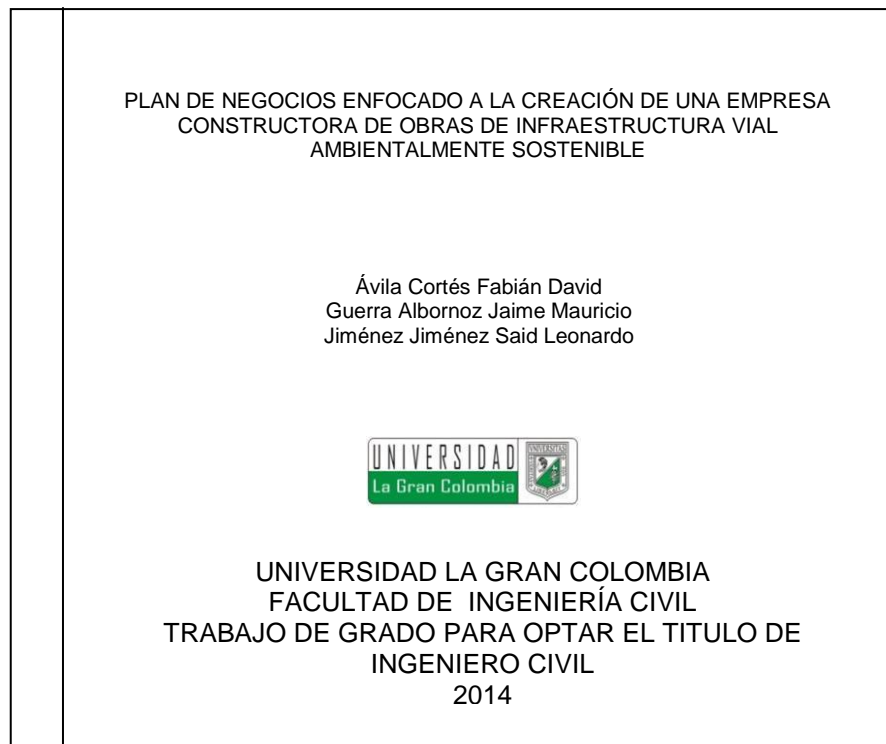 PLAN DE NEGOCIOS ENFOCADO A LA CREACIÓN DE UNA EMPRESA
CONSTRUCTORA DE OBRAS DE INFRAESTRUCTURA VIAL
AMBIENTALMENTE SOSTENIBLE
Ávila Cortés Fabián David
Guerra Albornoz Jaime Mauricio
Jiménez Jiménez Said Leonardo
UNIVERSIDAD
La Gran Colombia
UNIVERSIDAD LA GRAN COLOMBIA
FACULTAD DE INGENIERÍA CIVIL
TRABAJO DE GRADO PARA OPTAR EL TITULO DE
INGENIERO CIVIL
2014